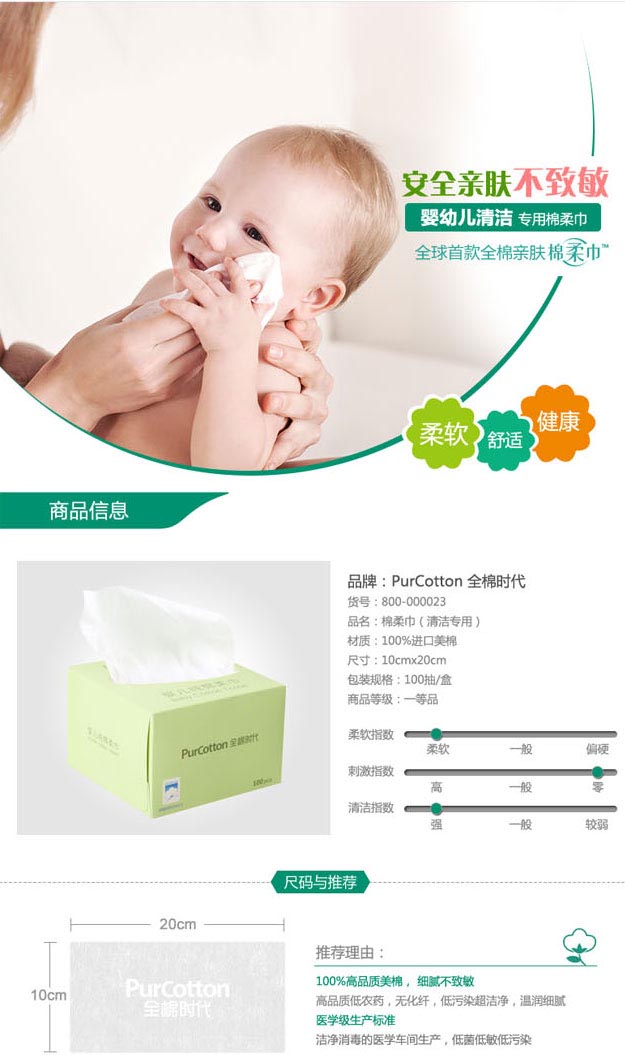 安全亲肤不致敏
婴幼儿清洁 专用棉柔巾
全球首款全棉亲肤棉柔巾™
柔软
舒适
健康
商品信息
品牌：PurCotton 全棉时代
货号：800-000023
品名：棉柔巾（清洁专用）
材质：100%进口美棉
尺寸：10cmx20cm
包装规格：100抽/盒
商品等级：一等品
PurCotton 全棉时代
100pcs
柔软指数
柔软 一般 偏硬
刺激指数
高 一般 零
清洁指数
强 一般 较弱
尺码与推荐
20cm
10cm
PurCotton
全棉时代
推荐理由：
100%高品质美棉，细腻不致敏
高品质低农药，无化纤，低污染超洁净，温润细腻
医学级生产标准
洁净消毒的医学车间生产，低菌低敏低污染